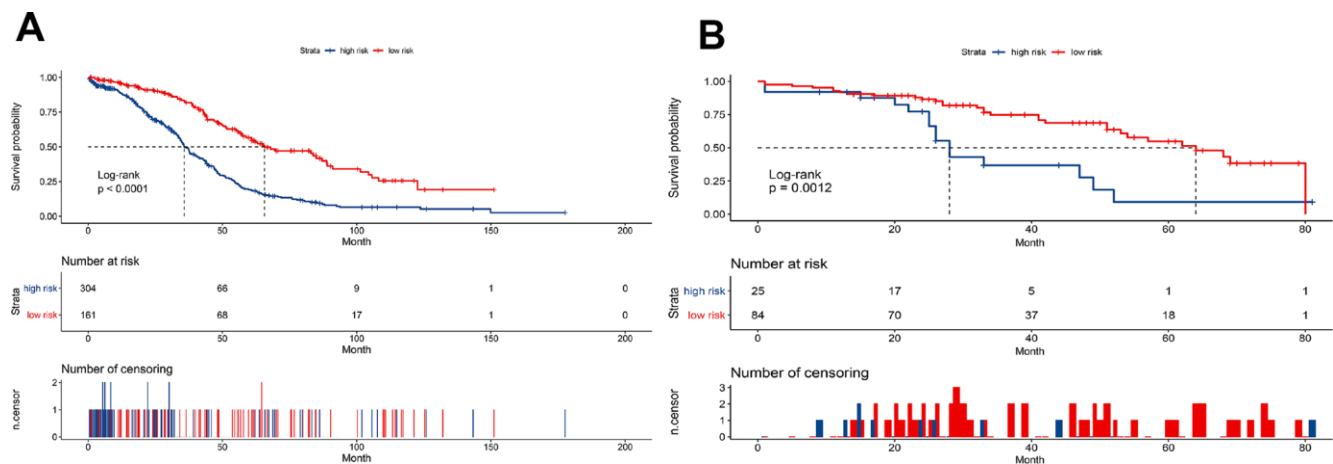 A
Strata high risk low risk
Survival probability
1.00
0.75
0.50
0.25
0.00
Log-rank
p < 0.0001
0 50 100 150 200
Month
Number at risk
Strata
high risk 304 66 9 1 0
low risk 161 68 17 1 0
0 50 100 150 200
Month
Number of censoring
n.censor
2
1
0
0 50 100 150 200
Month
B
Strata high risk low risk
Survival probability
1.00
0.75
0.50
0.25
0.00
Log-rank
p = 0.0012
0 20 40 60 80
Month
Number at risk
Strata
high risk 25 17 5 1 1
low risk 84 70 37 18 1
0 20 40 60 80
Month
Number of censoring
n.censor
3
2
1
0
0 20 40 60 80
Month